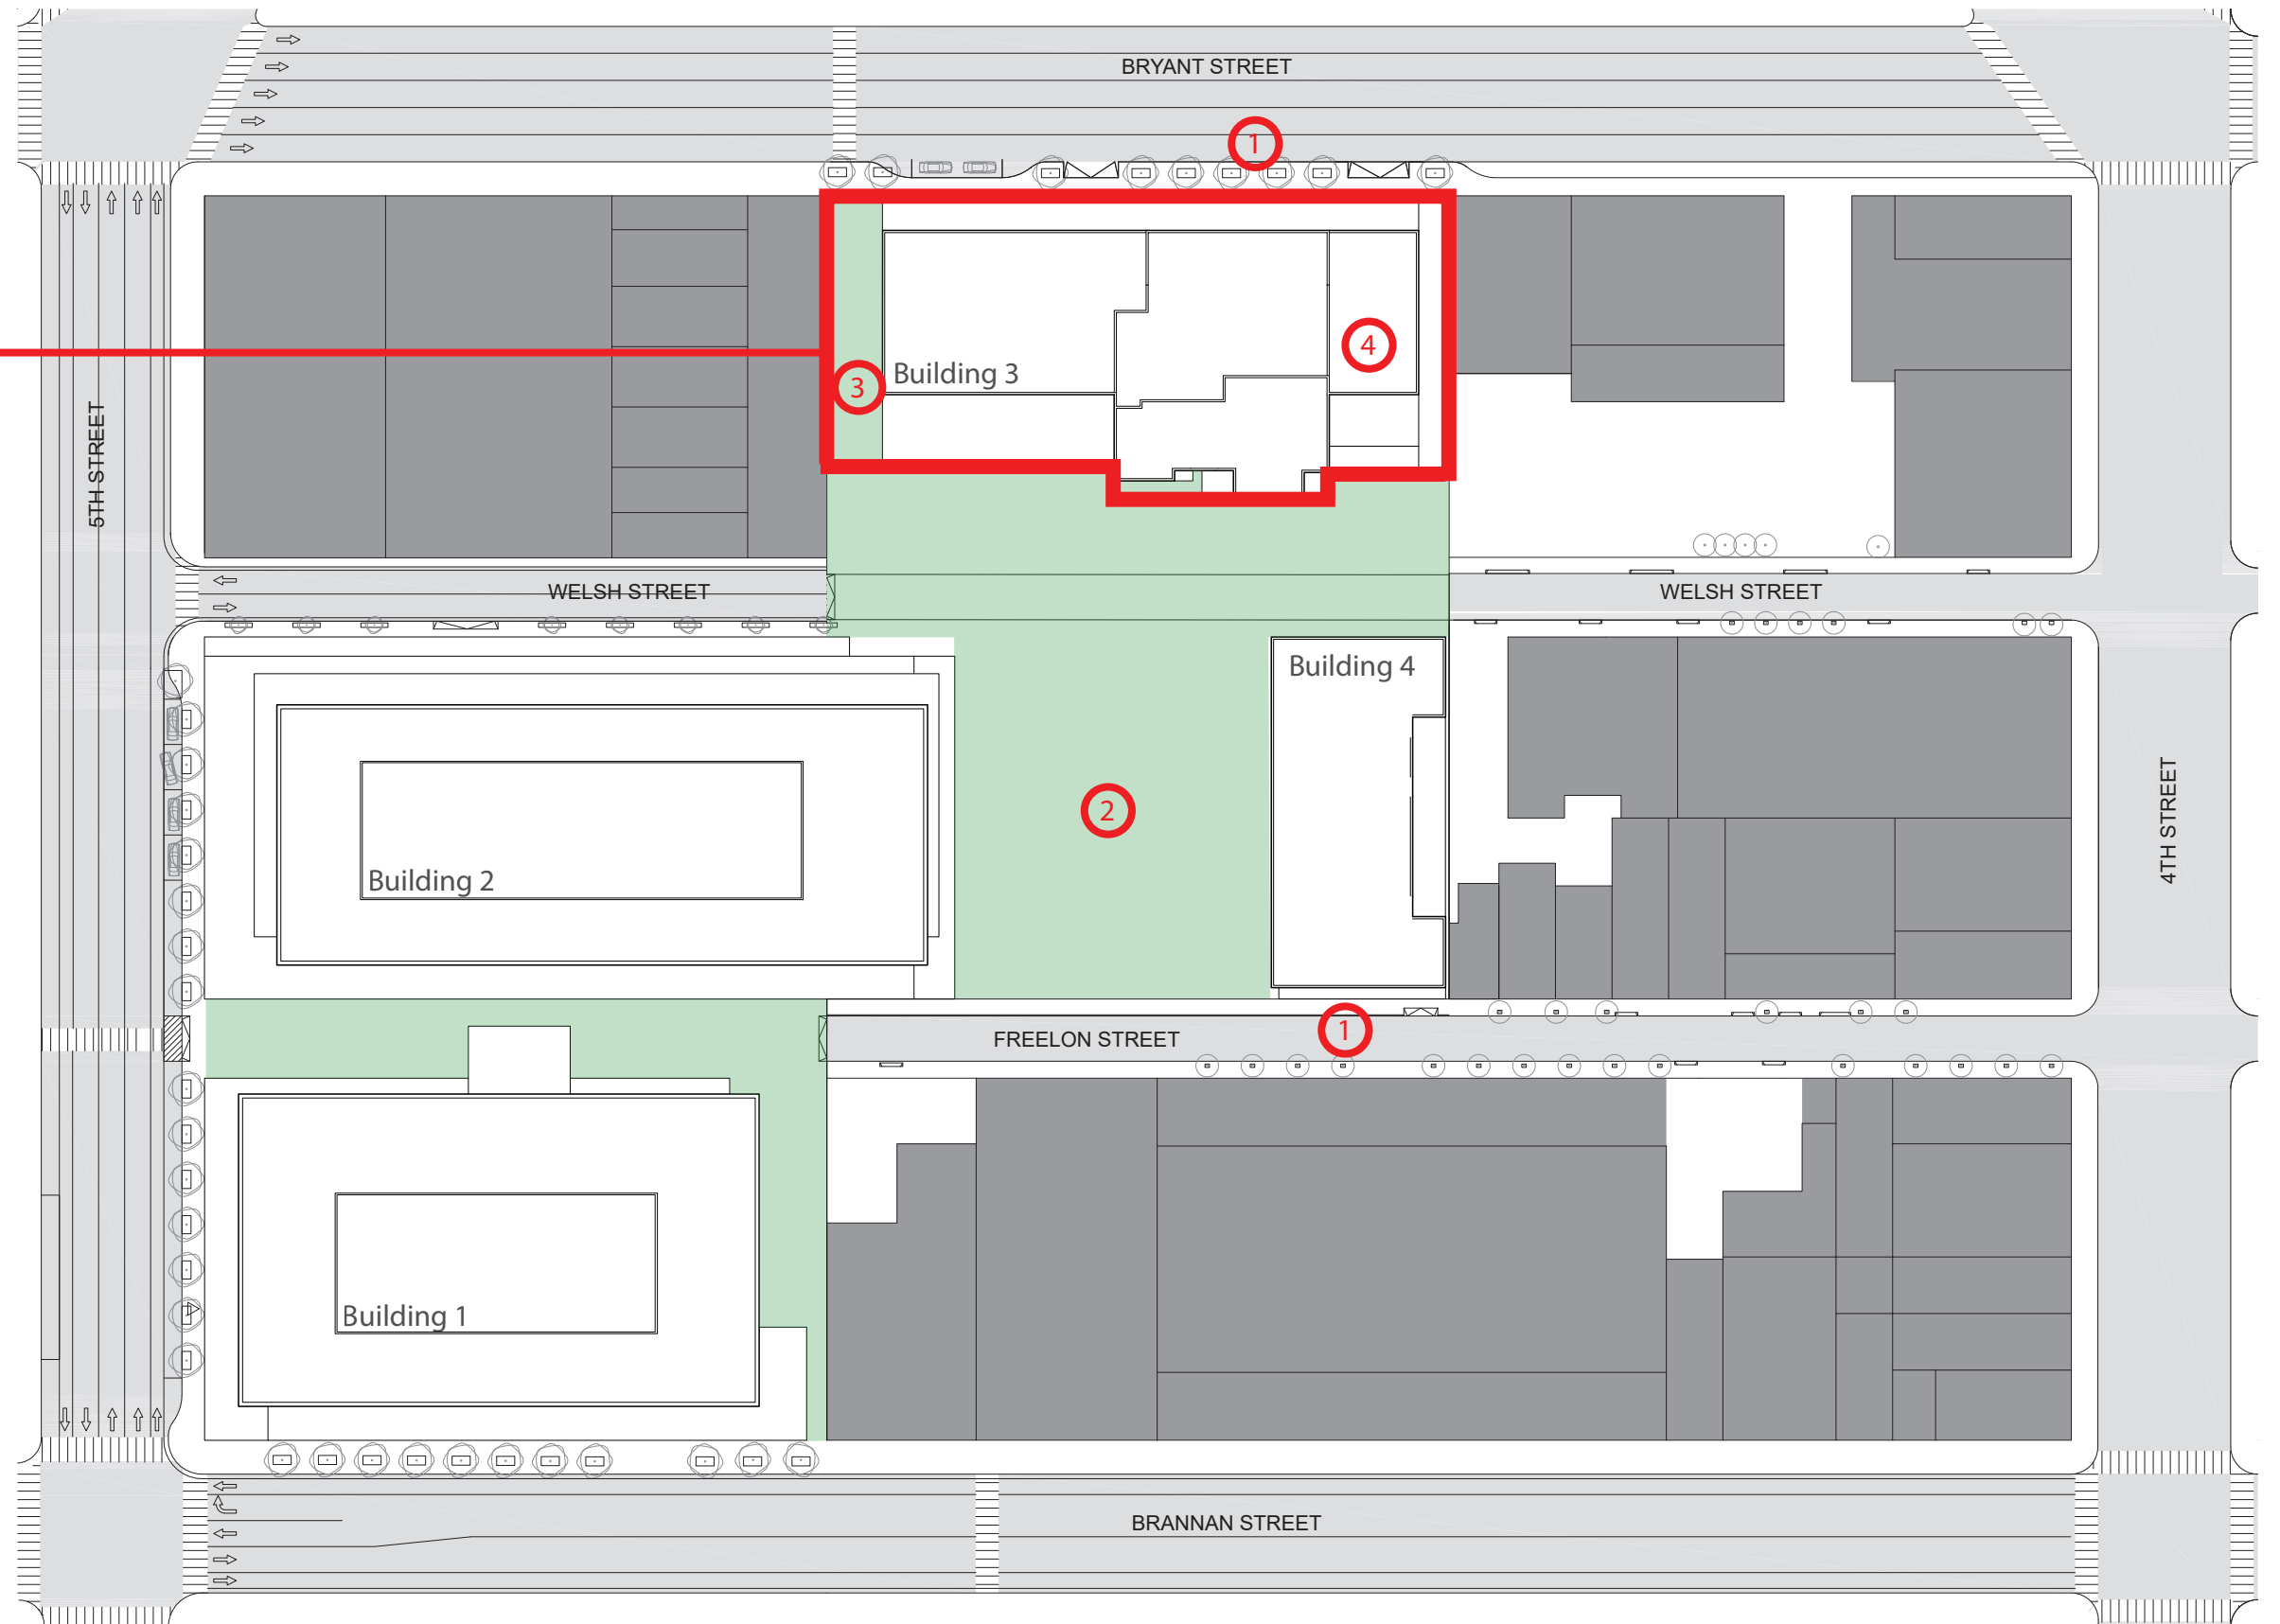 BRYANT STREET
1
4
Building 3
3
5TH STREET
WELSH STREET
WELSH STREET
Building 4
2
4TH STREET
Building 2
1
FREELON STREET
Building 1
BRANNAN STREET